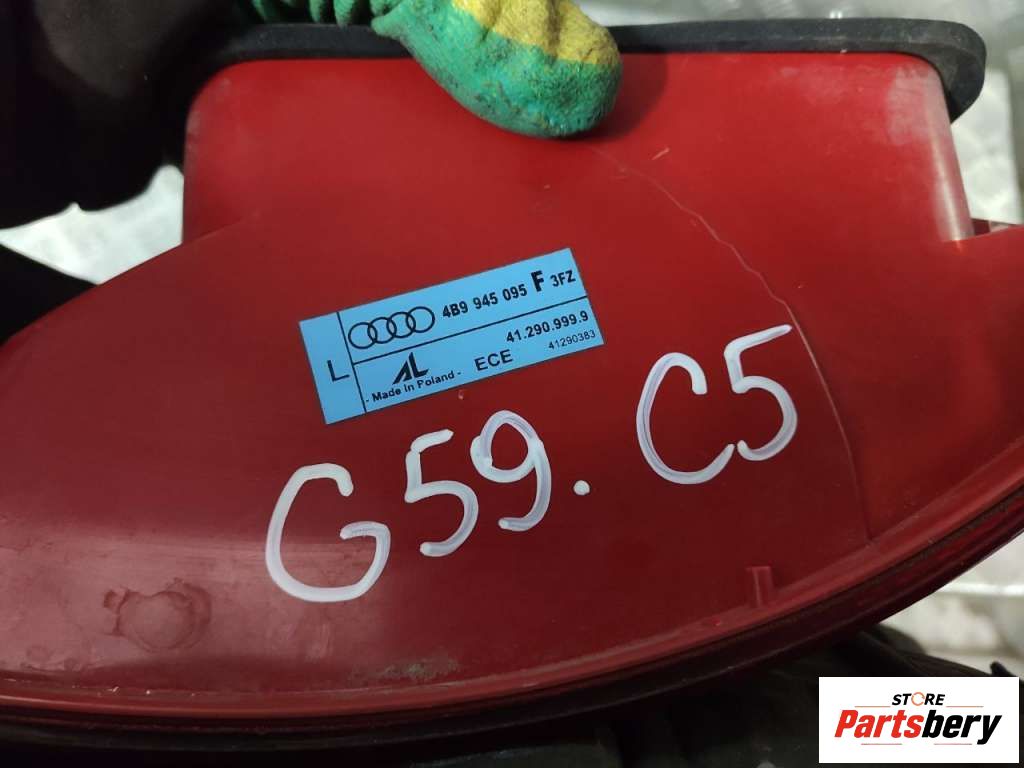 4B9 945 095 F 3FZ
41.290.999.9
L
AL
ECE
41290383
- Made in Poland -
G59.C5
STORE
Partsbery